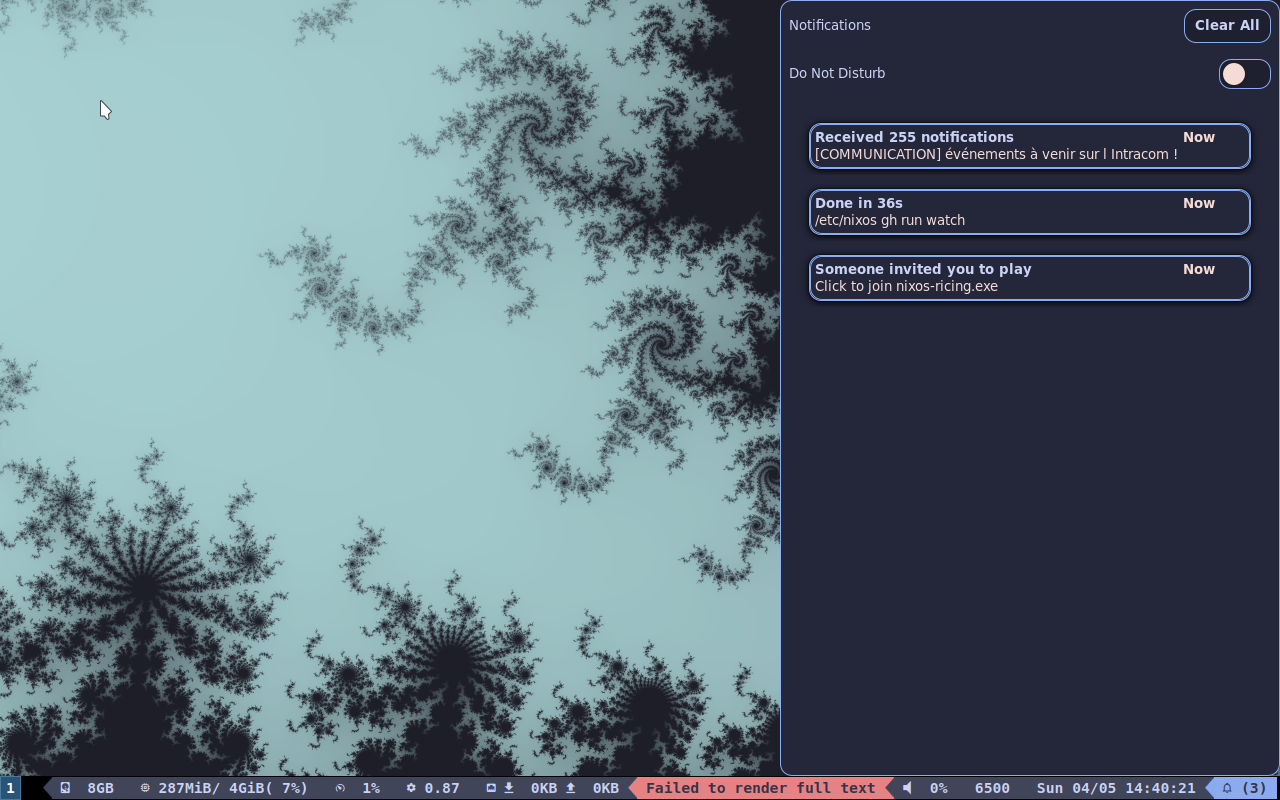 Notifications
Clear All
Do Not Disturb
Received 255 notifications Now
[COMMUNICATION] événements à venir sur l Intracom !
Done in 36s Now
/etc/nixos gh run watch
Someone invited you to play Now
Click to join nixos-ricing.exe
1 8GB 287MiB/ 4GiB( 7%) 1% 0.87 0KB 0KB Failed to render full text 0% 6500 Sun 04/05 14:40:21 (3)